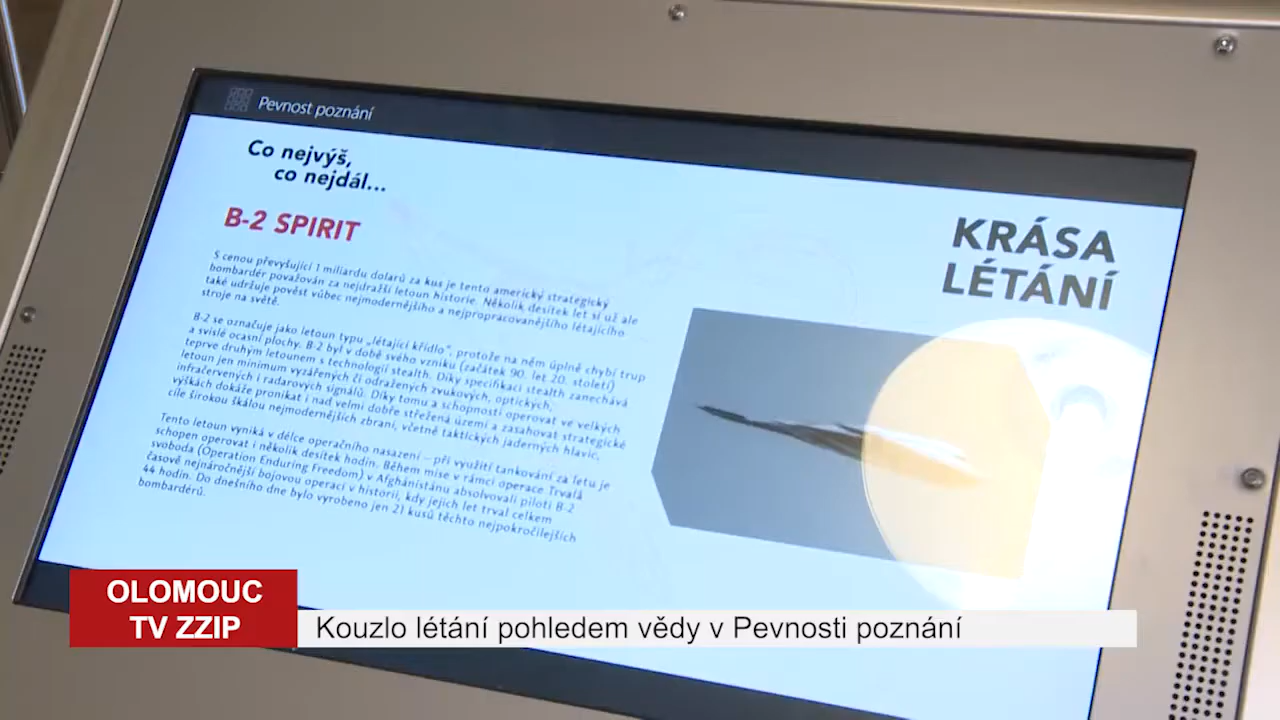 Pevnost poznání
Co nejvýš,
co nejdál...
B-2 SPIRIT
KRÁSA
LÉTÁNÍ
S cenou převyšující 1 miliardu dolarů za kus je tento americký strategický
bombardér považován za nejdražší letoun historie. Několik desítek let si už ale
také udržuje pověst vůbec nejmodernějšího a nejpropracovanějšího létajícího
stroje na světě.
B-2 se označuje jako letoun typu „létající křídlo", protože na něm úplně chybí trup
a svislé ocasní plochy. B-2 byl v době svého vzniku (začátek 90. let 20. století)
teprve druhým letounem s technologií stealth. Díky specifikaci stealth zanechává
letoun jen minimum vyzářených či odražených zvukových, optických,
infračervených i radarových signálů. Díky tomu a schopnosti operovat ve velkých
výškách dokáže pronikat i nad velmi dobře střežená území a zasahovat strategické
cíle širokou škálou nejmodernějších zbraní, včetně taktických jaderných hlavic.
Tento letoun vyniká v délce operačního nasazení – při využití tankování za letu je
schopen operovat i několik desítek hodin. Během mise v rámci operace Trvalá
svoboda (Operation Enduring Freedom) v Afghánistánu absolvovali piloti B-2
časově nejnáročnější bojovou operaci v historii, kdy jejich let trval celkem
44 hodin. Do dnešního dne bylo vyrobeno jen 21 kusů těchto nejpokročilejších
bombardérů.
OLOMOUC
TV ZZIP
Kouzlo létání pohledem vědy v Pevnosti poznání